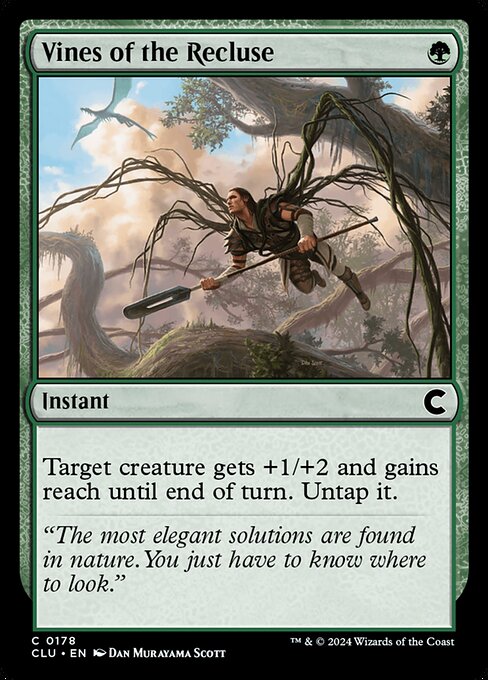 Vines of the Recluse
Instant
Target creature gets +1/+2 and gains
reach until end of turn. Untap it.
“The most elegant solutions are found
in nature. You just have to know where
to look.”
C 0178
CLU • EN Dan Murayama Scott
™ & © 2024 Wizards of the Coast